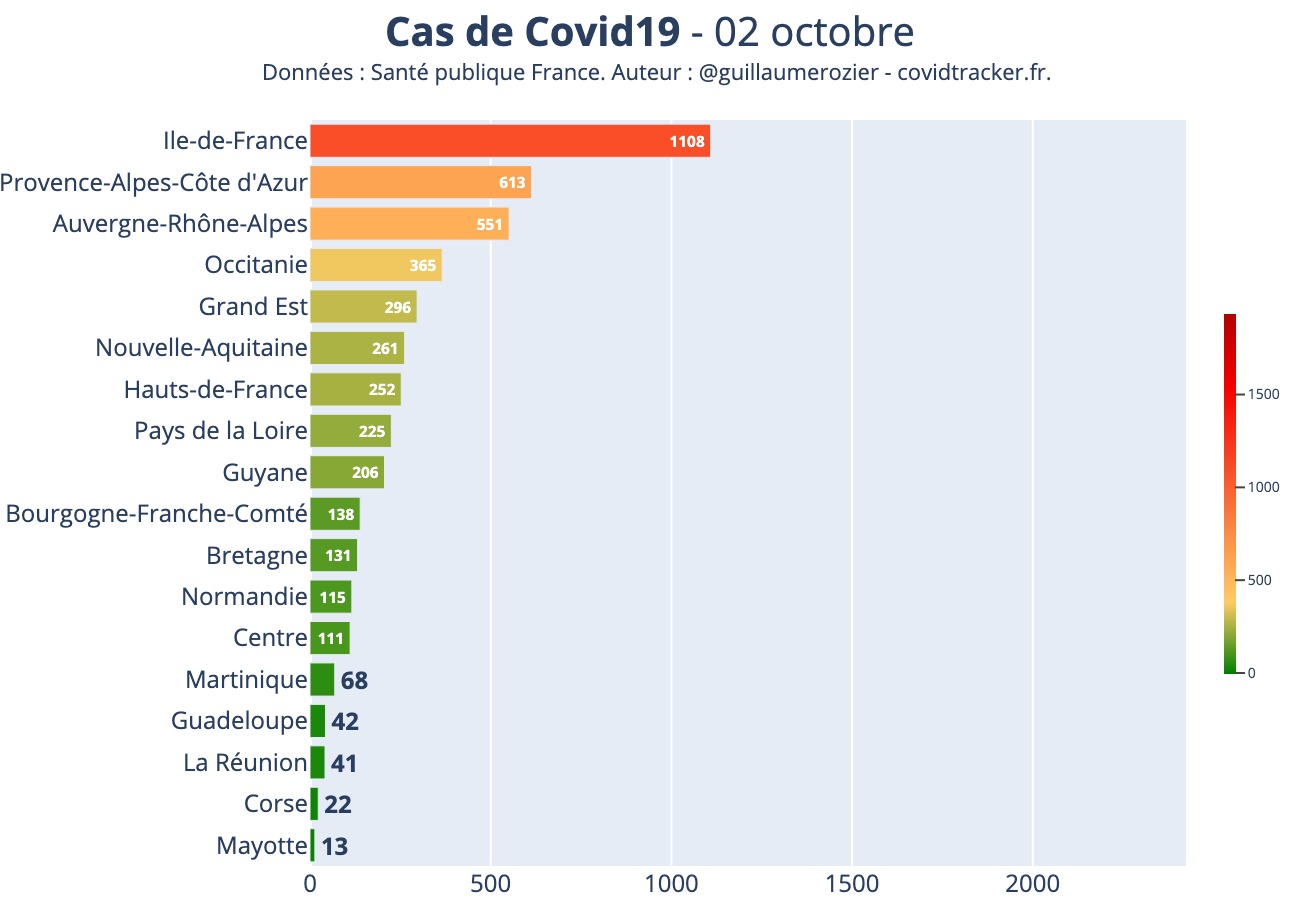 Cas de Covid19 - 02 octobre
Données : Santé publique France. Auteur : @guillaumerozier - covidtracker.fr.
Ile-de-France 1108
Provence-Alpes-Côte d'Azur 613
Auvergne-Rhône-Alpes 551
Occitanie 365
Grand Est 296
Nouvelle-Aquitaine 261
Hauts-de-France 252
Pays de la Loire 225
Guyane 206
Bourgogne-Franche-Comté 138
Bretagne 131
Normandie 115
Centre 111
Martinique 68
Guadeloupe 42
La Réunion 41
Corse 22
Mayotte 13
0 500 1000 1500 2000
1500
1000
500
0